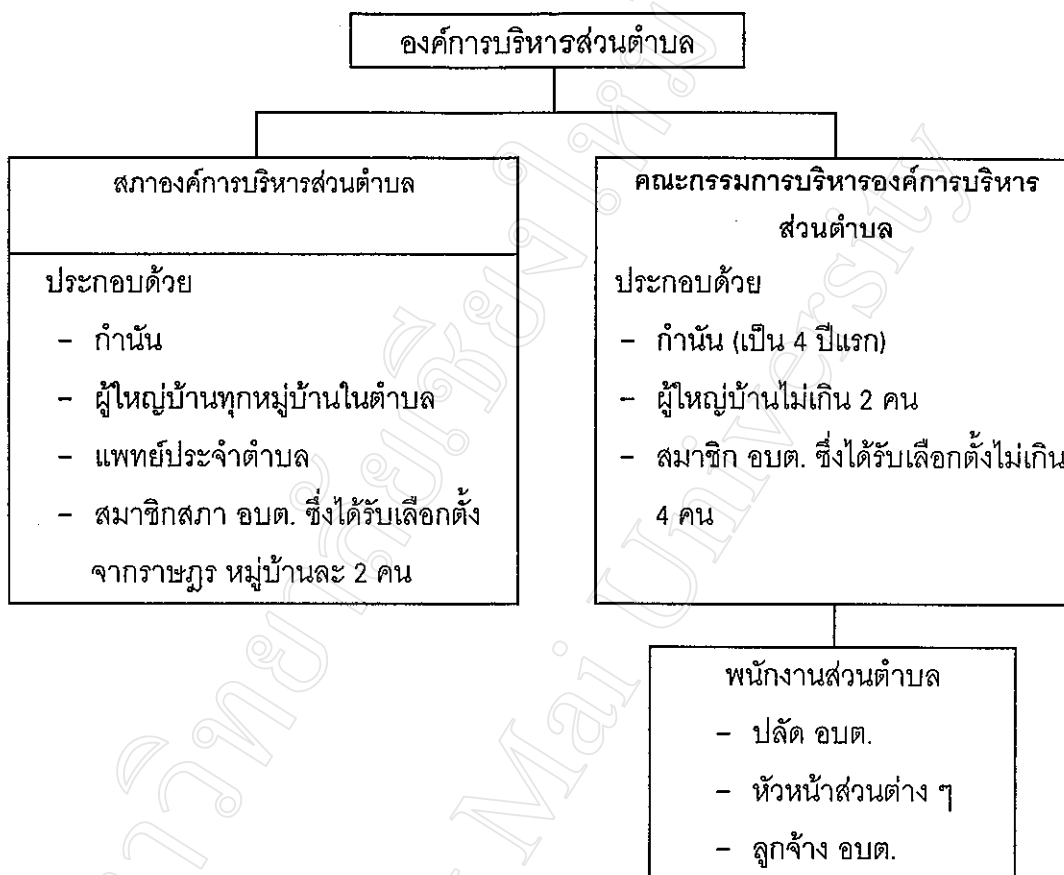 องค์การบริหารส่วนตำบล
สภาองค์การบริหารส่วนตำบล
ประกอบด้วย
– กำนัน
– ผู้ใหญ่บ้านทุกหมู่บ้านในตำบล
– แพทย์ประจำตำบล
– สมาชิกสภา อบต. ซึ่งได้รับเลือกตั้ง
จากราษฎร หมู่บ้านละ 2 คน
คณะกรรมการบริหารองค์การบริหาร
ส่วนตำบล
ประกอบด้วย
– กำนัน (เป็น 4 ปีแรก)
– ผู้ใหญ่บ้านไม่เกิน 2 คน
– สมาชิก อบต. ซึ่งได้รับเลือกตั้งไม่เกิน
4 คน
พนักงานส่วนตำบล
– ปลัด อบต.
– หัวหน้าส่วนต่าง ๆ
– ลูกจ้าง อบต.
Mai University